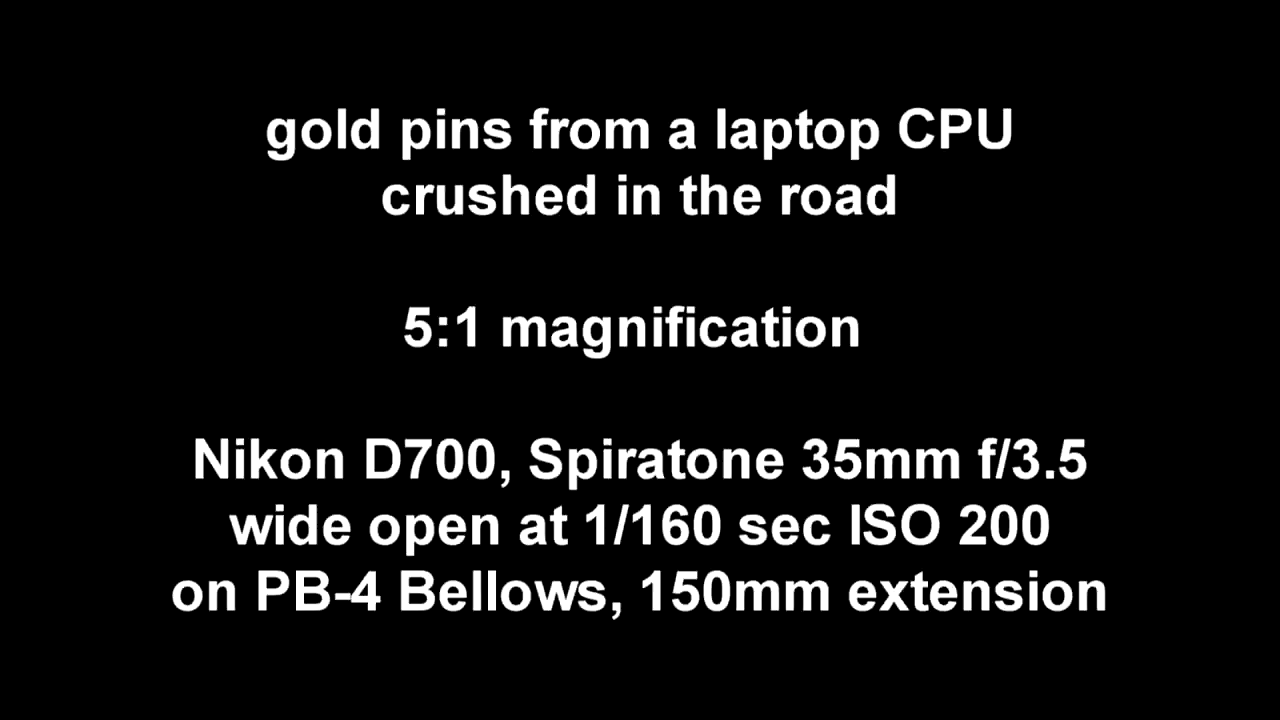 gold pins from a laptop CPU
crushed in the road
5:1 magnification
Nikon D700, Spiratone 35mm f/3.5
wide open at 1/160 sec ISO 200
on PB-4 Bellows, 150mm extension